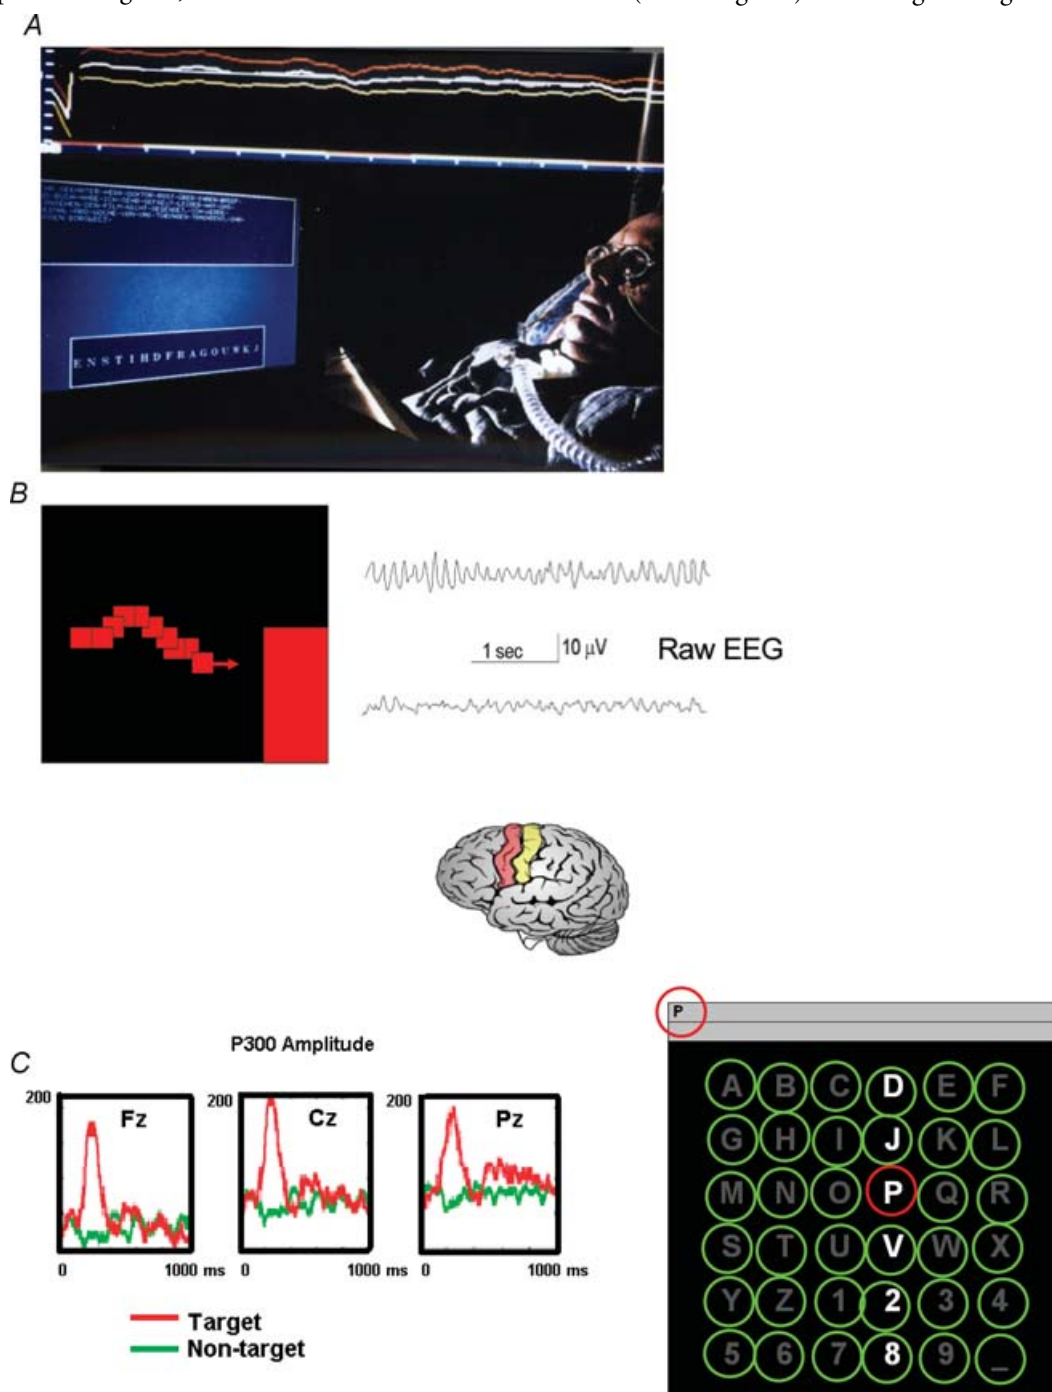 A
E N S T I H D F R A G O U W K J
B
1 sec
10 μV
Raw EEG
P
P300 Amplitude
C
200
Fz
200
Cz
200
Pz
0 1000 ms
0 1000 ms
0 1000 ms
Target
Non-target
A B C D E F
G H I J K L
M N O P Q R
S T U V W X
Y Z 1 2 3 4
5 6 7 8 9 _